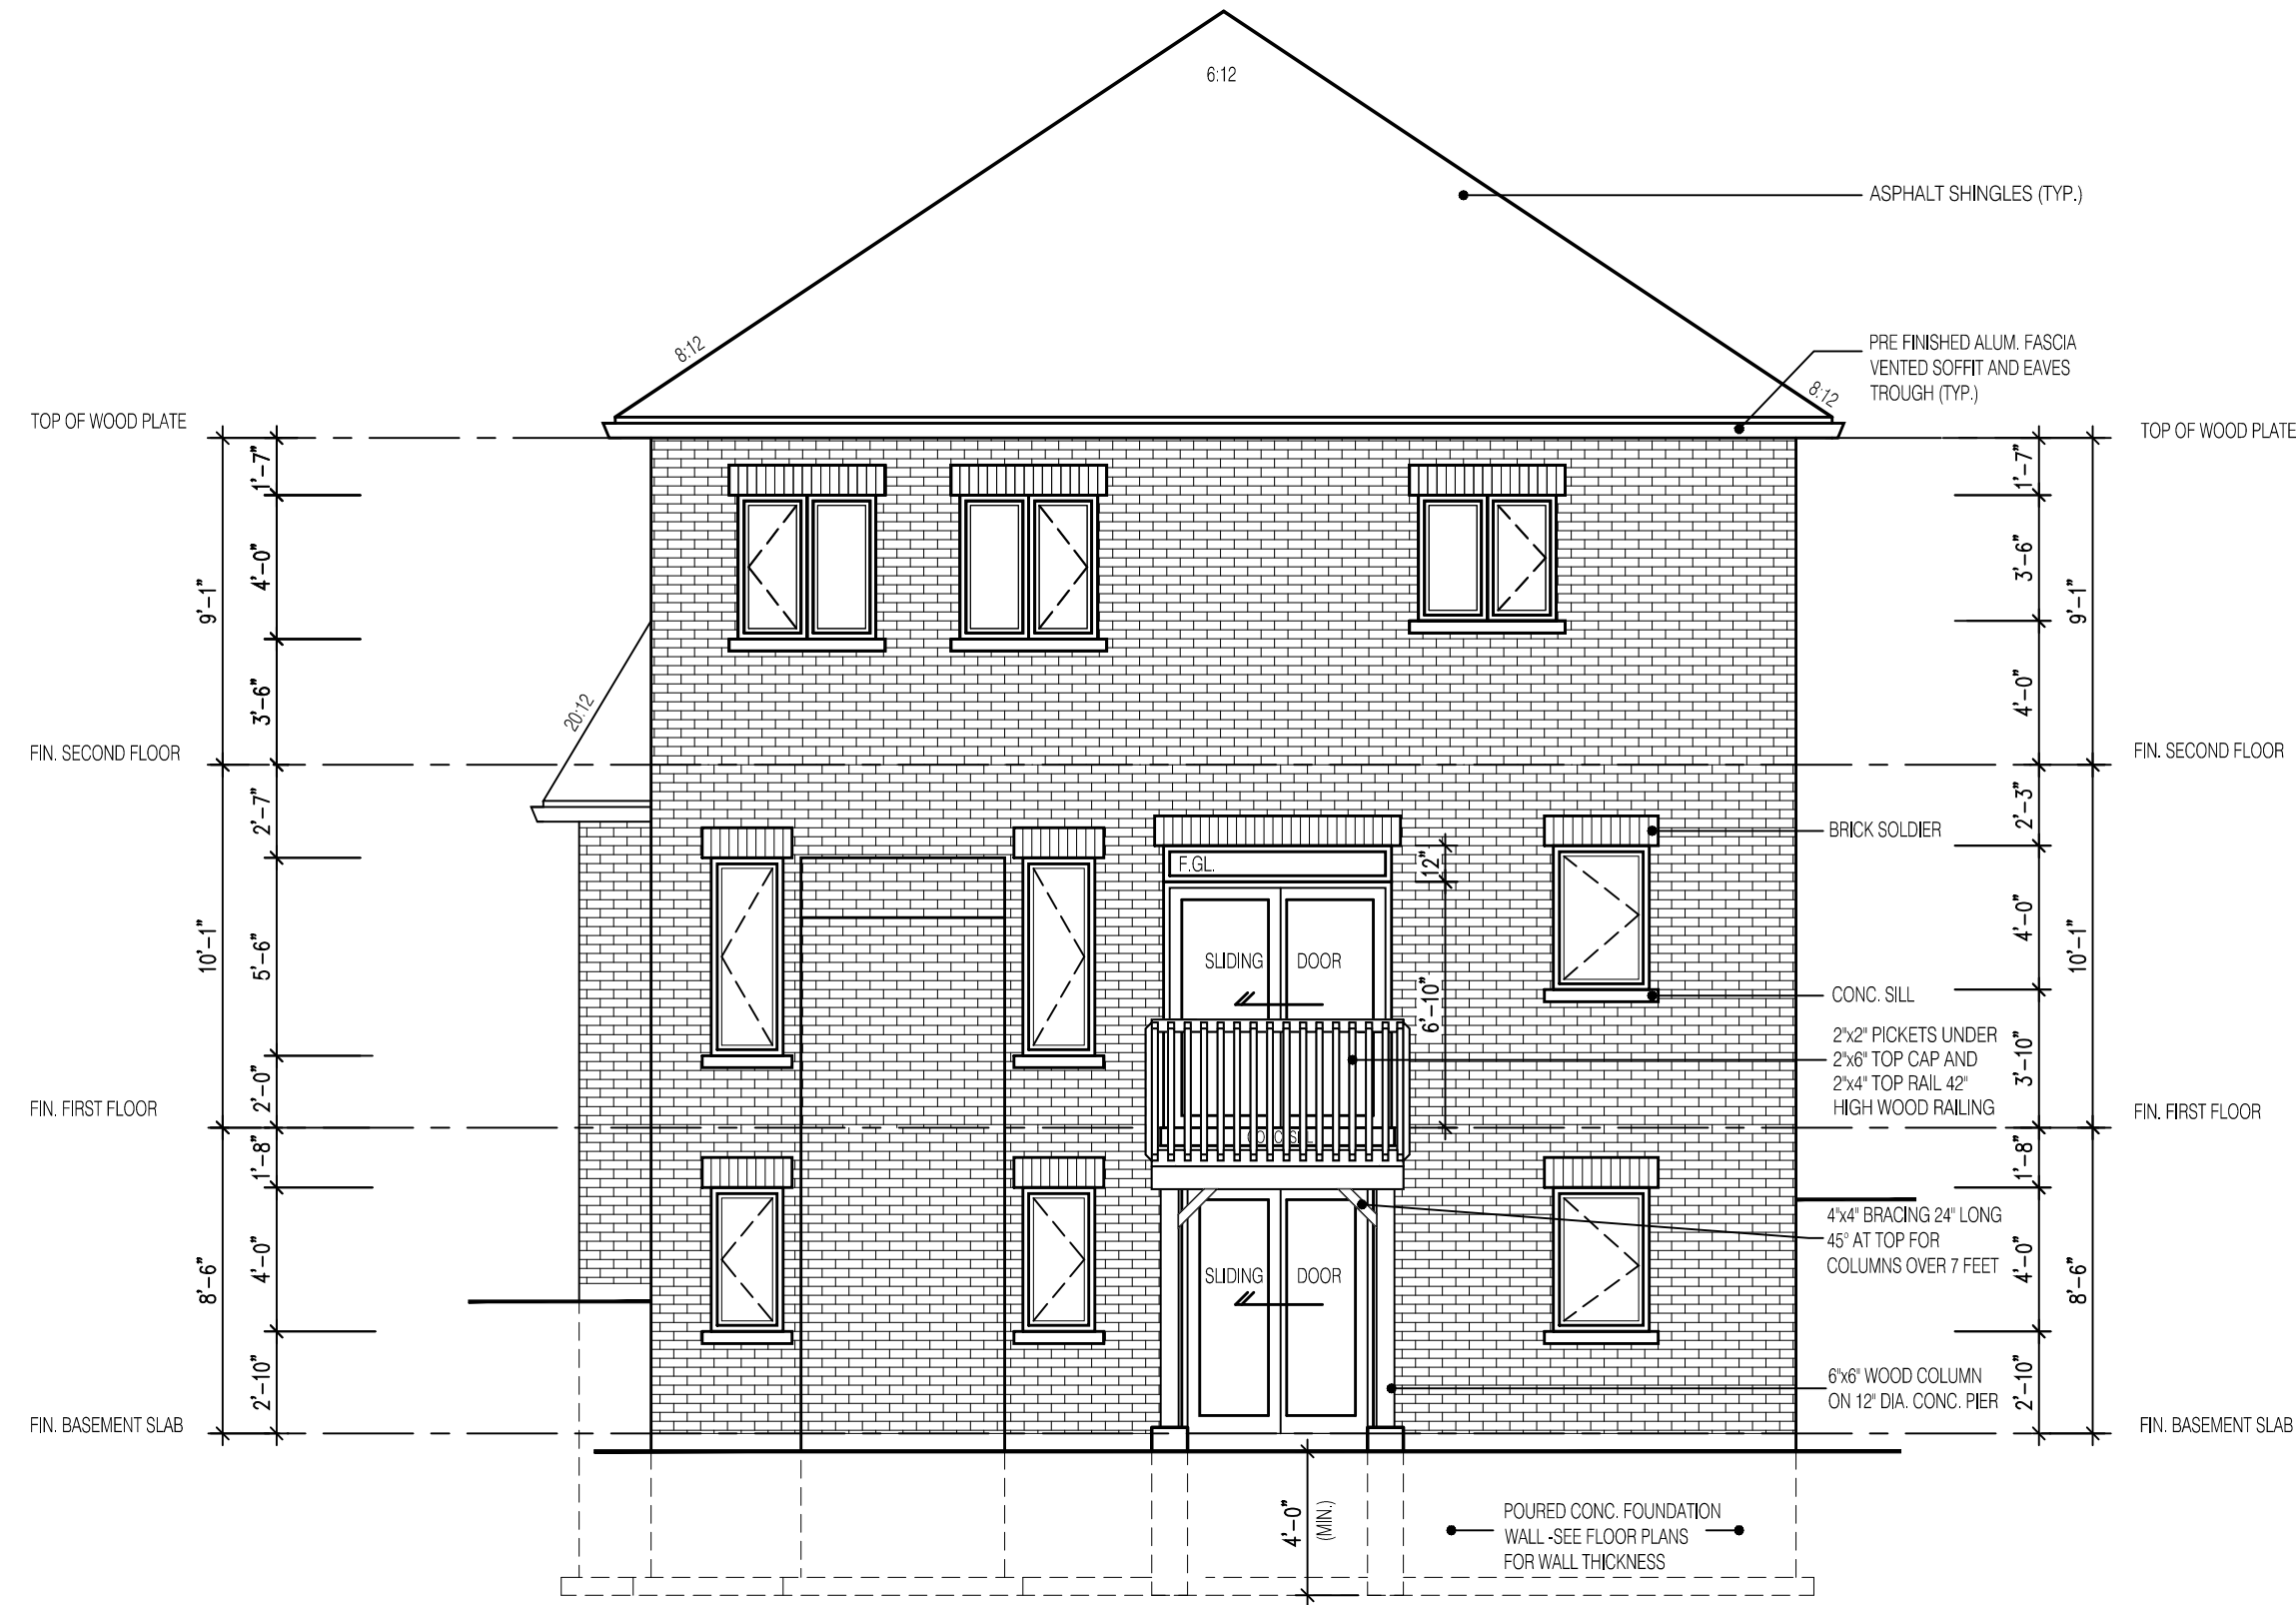 6:12
ASPHALT SHINGLES (TYP.)
8:12
PRE FINISHED ALUM. FASCIA
VENTED SOFFIT AND EAVES
TROUGH (TYP.)
8:12
TOP OF WOOD PLATE
TOP OF WOOD PLATE
1'-7"
4'-0"
3'-6"
9'-1"
1'-7"
3'-6"
4'-0"
9'-1"
20:12
FIN. SECOND FLOOR
FIN. SECOND FLOOR
2'-7"
5'-6"
2'-0"
10'-1"
F.GL.
12"
6'-10"
SLIDING DOOR
BRICK SOLDIER
CONC. SILL
2"x2" PICKETS UNDER
2"x6" TOP CAP AND
2"x4" TOP RAIL 42"
HIGH WOOD RAILING
2'-3"
4'-0"
3'-10"
10'-1"
FIN. FIRST FLOOR
FIN. FIRST FLOOR
CONC. SILL
1'-8"
4'-0"
2'-10"
8'-6"
SLIDING DOOR
4"x4" BRACING 24" LONG
45° AT TOP FOR
COLUMNS OVER 7 FEET
6"x6" WOOD COLUMN
ON 12" DIA. CONC. PIER
1'-8"
4'-0"
2'-10"
8'-6"
FIN. BASEMENT SLAB
FIN. BASEMENT SLAB
4'-0"
(MIN.)
POURED CONC. FOUNDATION
WALL -SEE FLOOR PLANS
FOR WALL THICKNESS